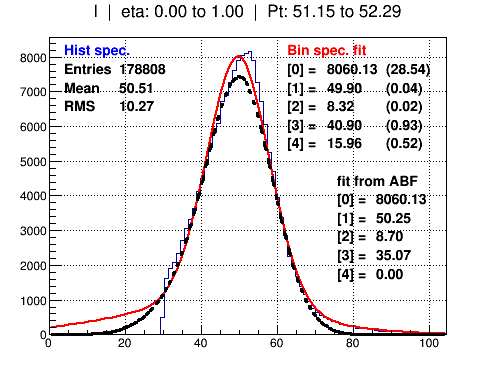 I | eta: 0.00 to 1.00 | Pt: 51.15 to 52.29
Hist spec.
Entries 178808
Mean 50.51
RMS 10.27
Bin spec. fit
[0] = 8060.13 (28.54)
[1] = 49.90 (0.04)
[2] = 8.32 (0.02)
[3] = 40.90 (0.93)
[4] = 15.96 (0.52)
fit from ABF
[0] = 8060.13
[1] = 50.25
[2] = 8.70
[3] = 35.07
[4] = 0.00
8000
7000
6000
5000
4000
3000
2000
1000
0
0 20 40 60 80 100